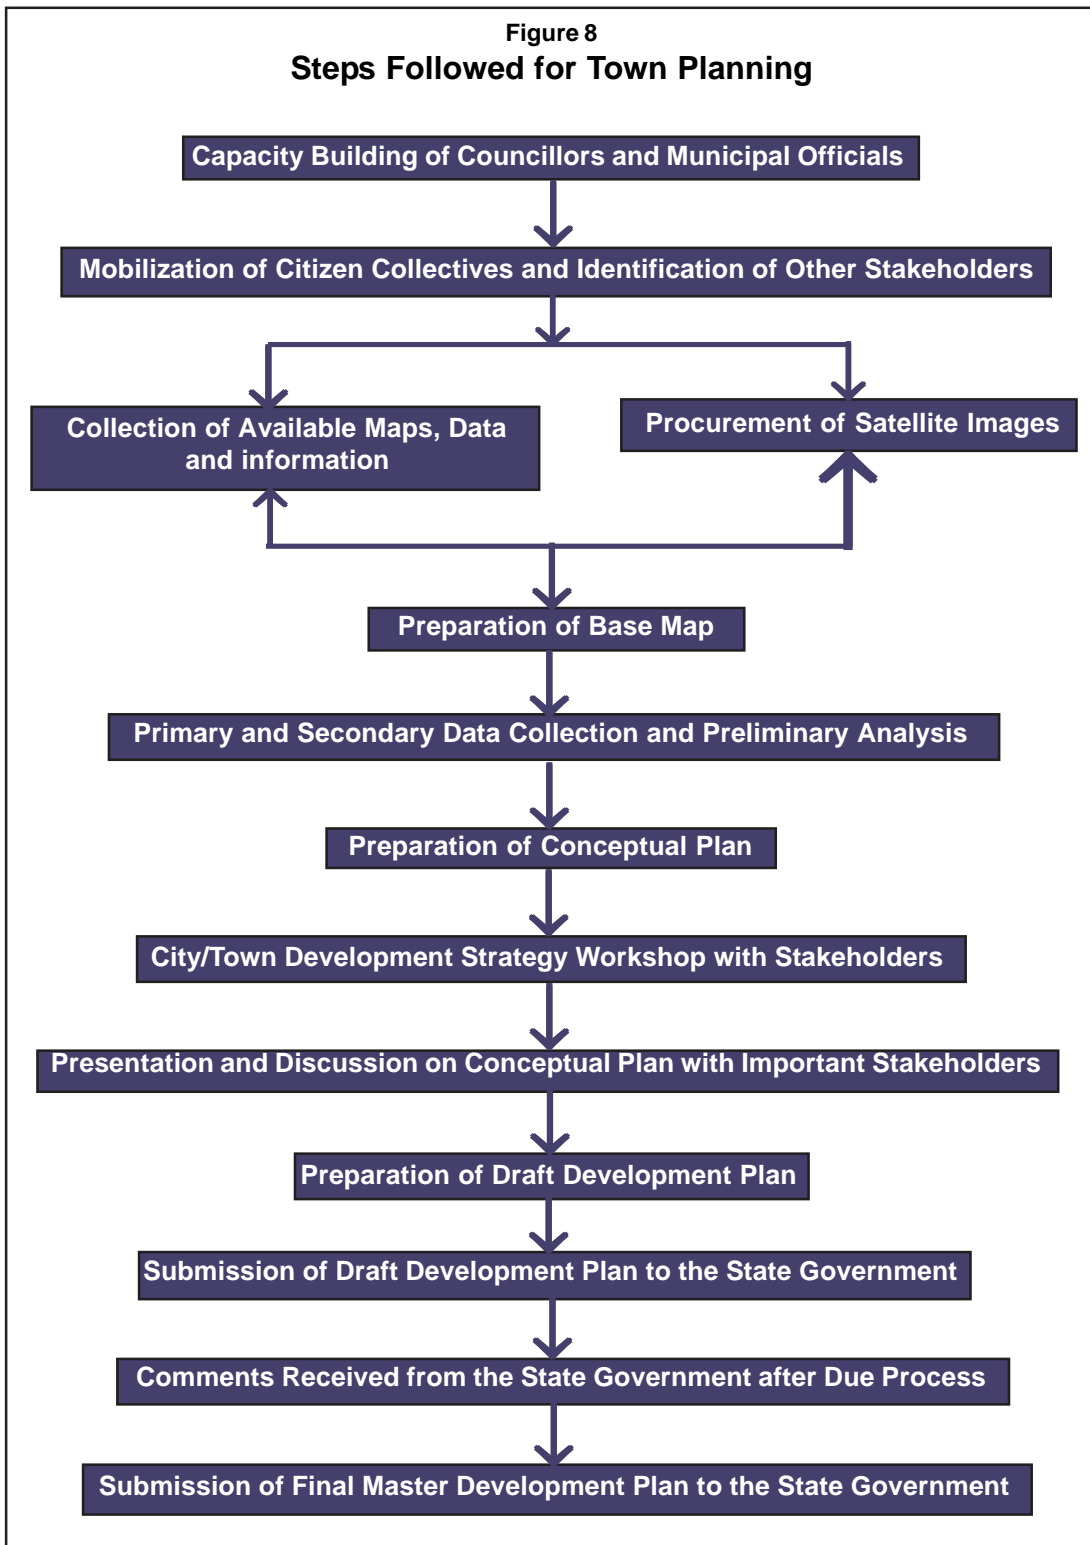 Figure 8
Steps Followed for Town Planning
Capacity Building of Councillors and Municipal Officials
Mobilization of Citizen Collectives and Identification of Other Stakeholders
Collection of Available Maps, Data
and information
Procurement of Satellite Images
Preparation of Base Map
Primary and Secondary Data Collection and Preliminary Analysis
Preparation of Conceptual Plan
City/Town Development Strategy Workshop with Stakeholders
Presentation and Discussion on Conceptual Plan with Important Stakeholders
Preparation of Draft Development Plan
Submission of Draft Development Plan to the State Government
Comments Received from the State Government after Due Process
Submission of Final Master Development Plan to the State Government